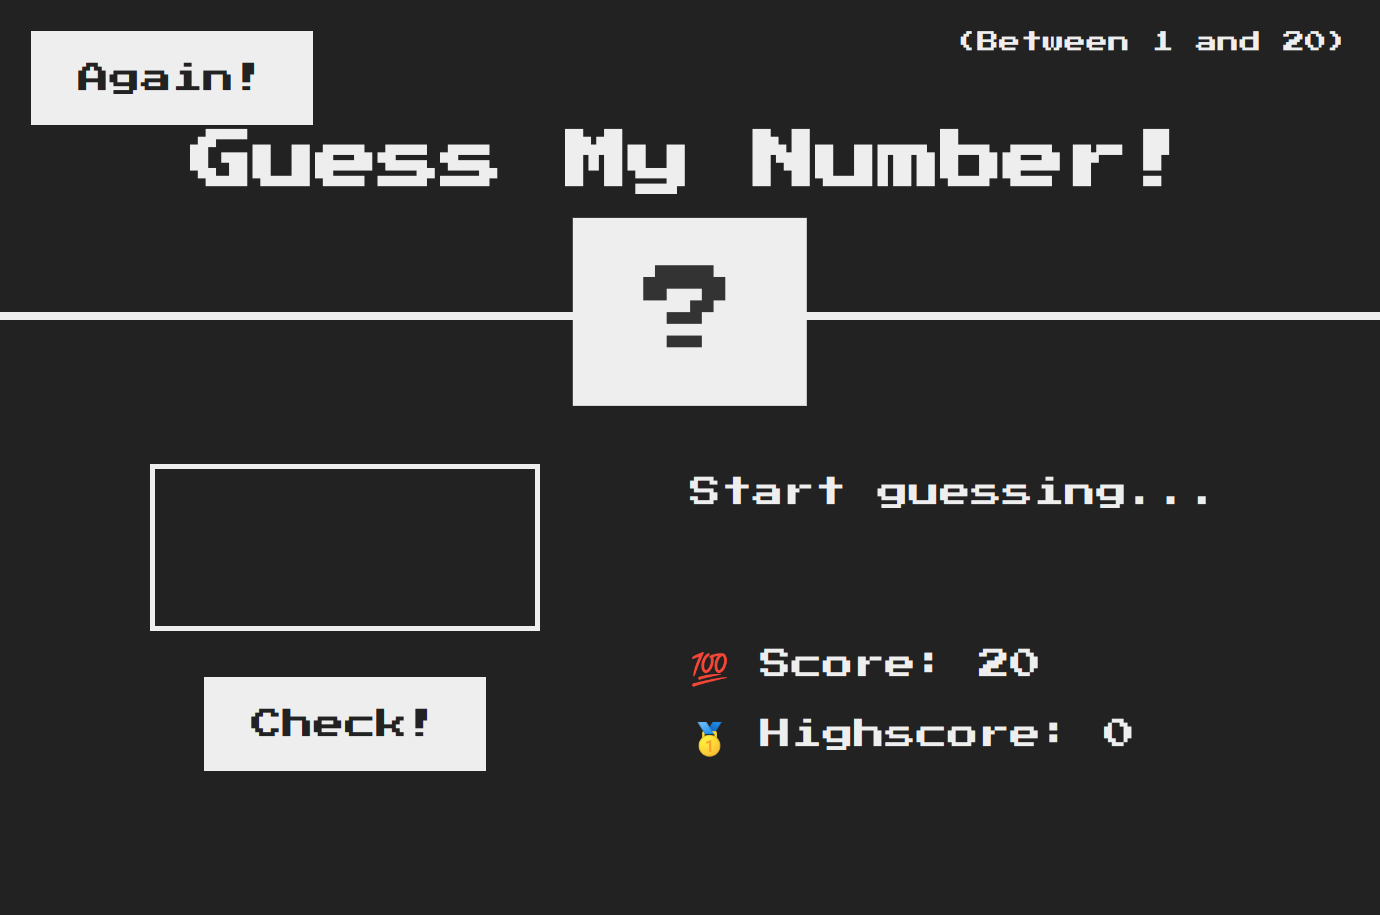 Again!
(Between 1 and 20)
Guess My Number!
?
Start guessing...
💯 Score: 20
🥇 Highscore: 0
Check!